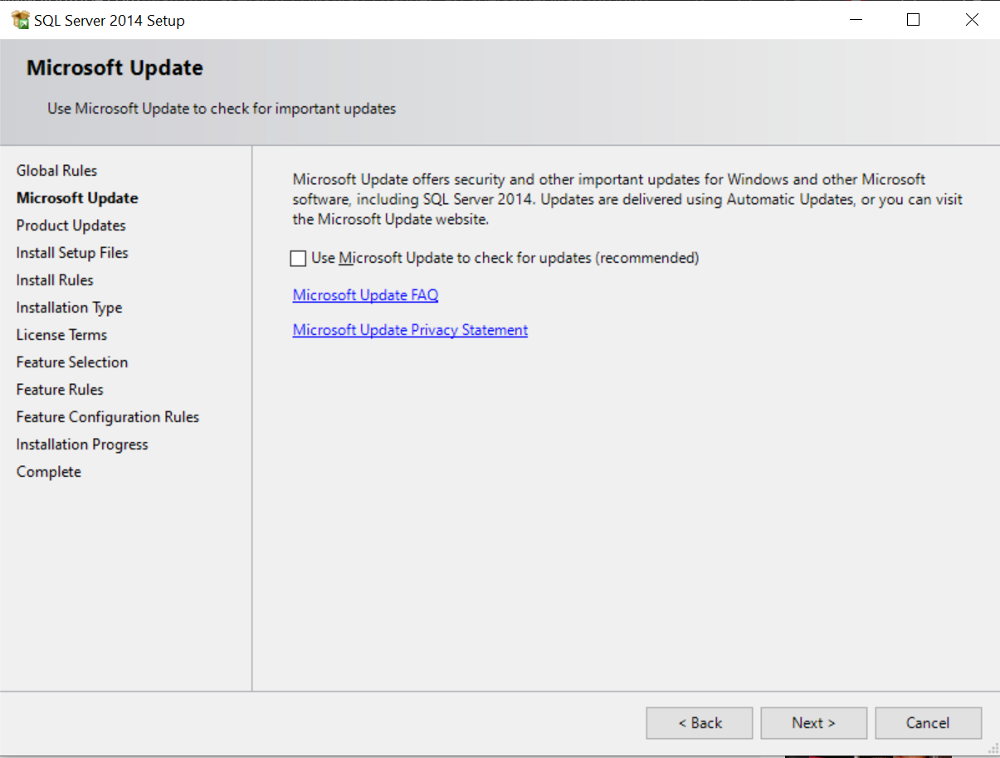 SQL Server 2014 Setup
Microsoft Update
Use Microsoft Update to check for important updates
Global Rules
Microsoft Update
Product Updates
Install Setup Files
Install Rules
Installation Type
License Terms
Feature Selection
Feature Rules
Feature Configuration Rules
Installation Progress
Complete
Microsoft Update offers security and other important updates for Windows and other Microsoft
software, including SQL Server 2014. Updates are delivered using Automatic Updates, or you can visit
the Microsoft Update website.
Use Microsoft Update to check for updates (recommended)
Microsoft Update FAQ
Microsoft Update Privacy Statement
< Back
Next >
Cancel